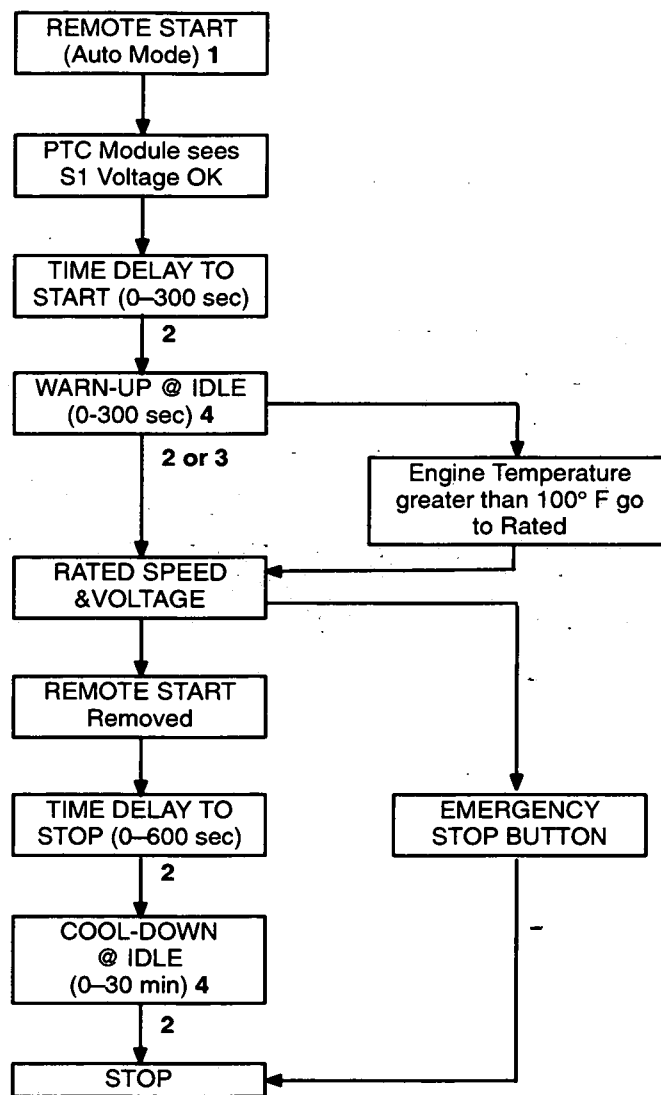 REMOTE START
(Auto Mode) 1
PTC Module sees
S1 Voltage OK
TIME DELAY TO
START (0–300 sec)
2
WARN-UP @ IDLE
(0-300 sec) 4
2 or 3
Engine Temperature
greater than 100° F go
to Rated
RATED SPEED
&VOLTAGE
REMOTE START
Removed
TIME DELAY TO
STOP (0–600 sec)
2
EMERGENCY
STOP BUTTON
COOL-DOWN
@ IDLE
(0–30 min) 4
2
STOP